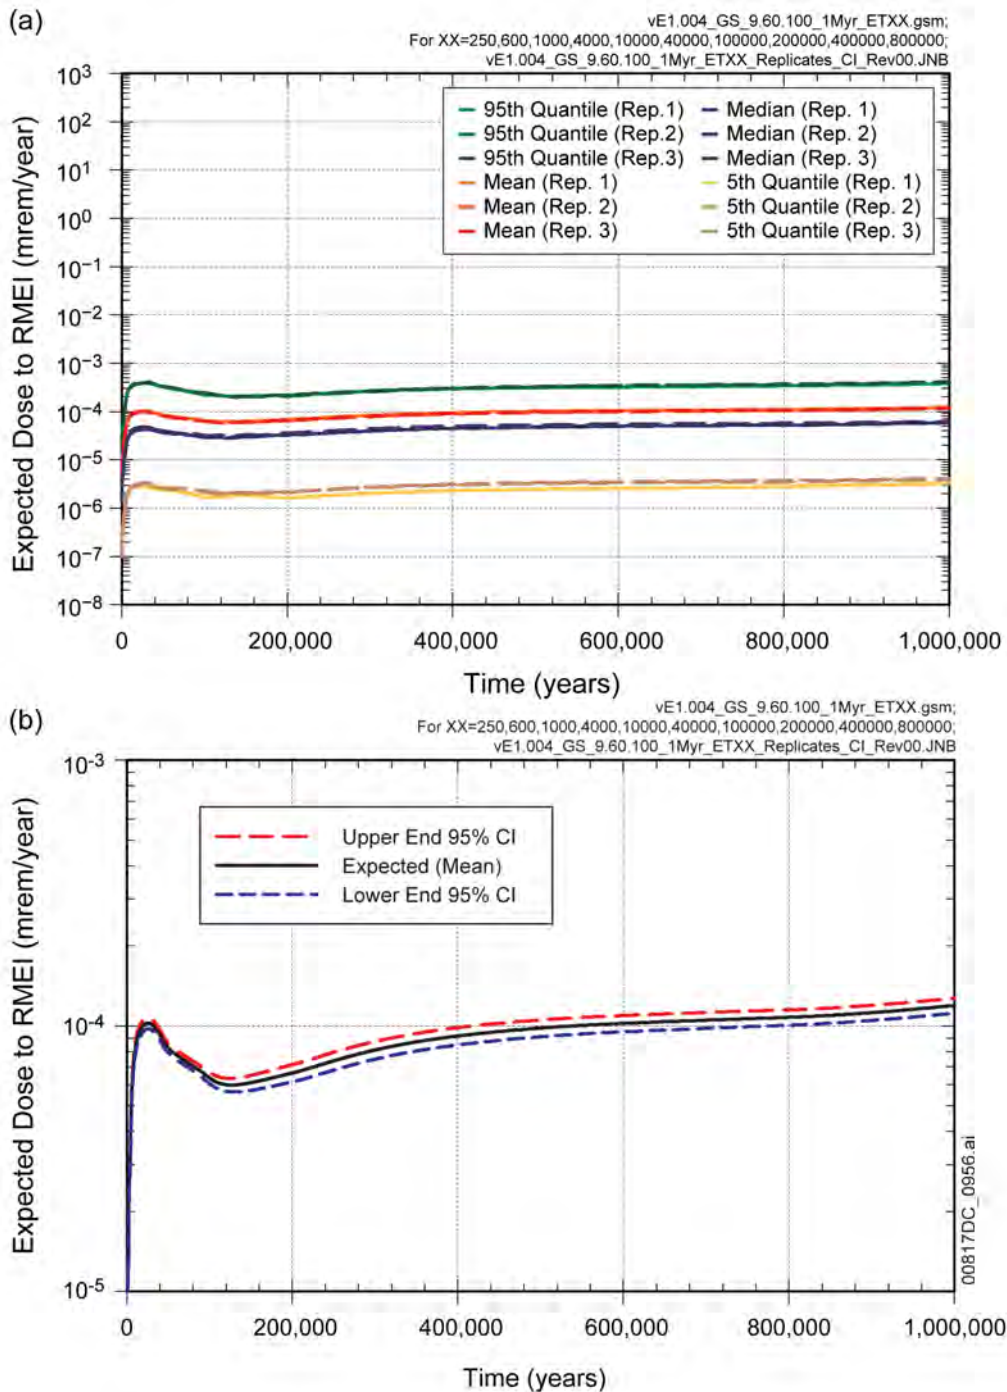 (a)
vE1.004_GS_9.60.100_1Myr_ETXX.gsm;
For XX=250,600,1000,4000,10000,40000,100000,200000,400000,800000;
vE1.004_GS_9.60.100_1Myr_ETXX_Replicates_CI_Rev00.JNB
Expected Dose to RMEI (mrem/year)
10³
10²
10¹
10⁰
10⁻¹
10⁻²
10⁻³
10⁻⁴
10⁻⁵
10⁻⁶
10⁻⁷
10⁻⁸
95th Quantile (Rep.1)
95th Quantile (Rep.2)
95th Quantile (Rep.3)
Mean (Rep. 1)
Mean (Rep. 2)
Mean (Rep. 3)
Median (Rep. 1)
Median (Rep. 2)
Median (Rep. 3)
5th Quantile (Rep. 1)
5th Quantile (Rep. 2)
5th Quantile (Rep. 3)
0 200,000 400,000 600,000 800,000 1,000,000
Time (years)
(b)
vE1.004_GS_9.60.100_1Myr_ETXX.gsm;
For XX=250,600,1000,4000,10000,40000,100000,200000,400000,800000;
vE1.004_GS_9.60.100_1Myr_ETXX_Replicates_CI_Rev00.JNB
Expected Dose to RMEI (mrem/year)
10⁻³
10⁻⁴
10⁻⁵
Upper End 95% CI
Expected (Mean)
Lower End 95% CI
00817DC_0956.ai
0 200,000 400,000 600,000 800,000 1,000,000
Time (years)